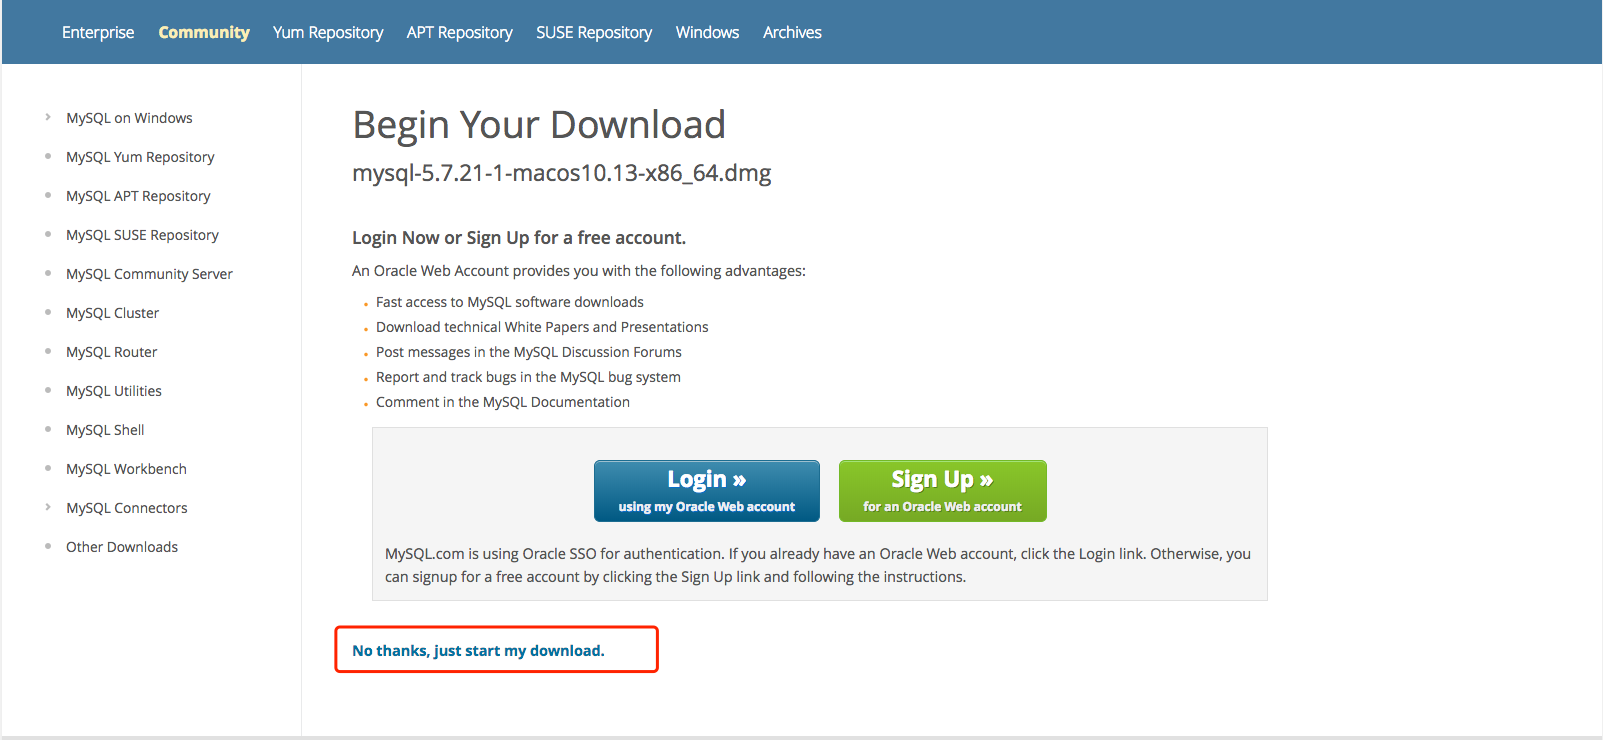 Enterprise Community Yum Repository APT Repository SUSE Repository Windows Archives
MySQL on Windows
MySQL Yum Repository
MySQL APT Repository
MySQL SUSE Repository
MySQL Community Server
MySQL Cluster
MySQL Router
MySQL Utilities
MySQL Shell
MySQL Workbench
MySQL Connectors
Other Downloads
Begin Your Download
mysql-5.7.21-1-macos10.13-x86_64.dmg
Login Now or Sign Up for a free account.
An Oracle Web Account provides you with the following advantages:
Fast access to MySQL software downloads
Download technical White Papers and Presentations
Post messages in the MySQL Discussion Forums
Report and track bugs in the MySQL bug system
Comment in the MySQL Documentation
Login »
using my Oracle Web account
Sign Up »
for an Oracle Web account
MySQL.com is using Oracle SSO for authentication. If you already have an Oracle Web account, click the Login link. Otherwise, you
can signup for a free account by clicking the Sign Up link and following the instructions.
No thanks, just start my download.